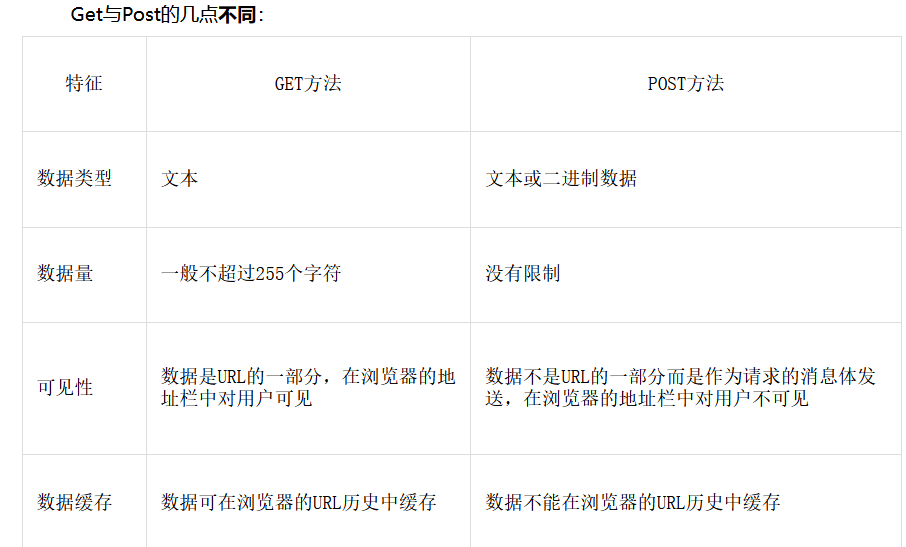 Get与Post的几点不同：
特征 GET方法 POST方法
数据类型 文本 文本或二进制数据
数据量 一般不超过255个字符 没有限制
可见性
数据是URL的一部分，在浏览器的地
址栏中对用户可见
数据不是URL的一部分而是作为请求的消息体发
送，在浏览器的地址栏中对用户不可见
数据缓存 数据可在浏览器的URL历史中缓存 数据不能在浏览器的URL历史中缓存